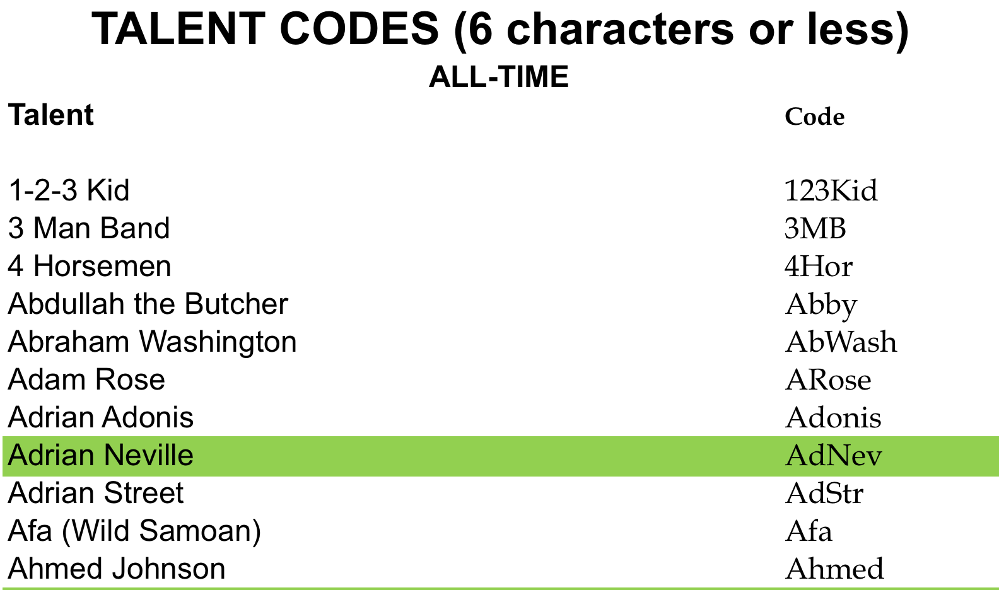 TALENT CODES (6 characters or less)
ALL-TIME
Talent Code
1-2-3 Kid 123Kid
3 Man Band 3MB
4 Horsemen 4Hor
Abdullah the Butcher Abby
Abraham Washington AbWash
Adam Rose ARose
Adrian Adonis Adonis
Adrian Neville AdNev
Adrian Street AdStr
Afa (Wild Samoan) Afa
Ahmed Johnson Ahmed